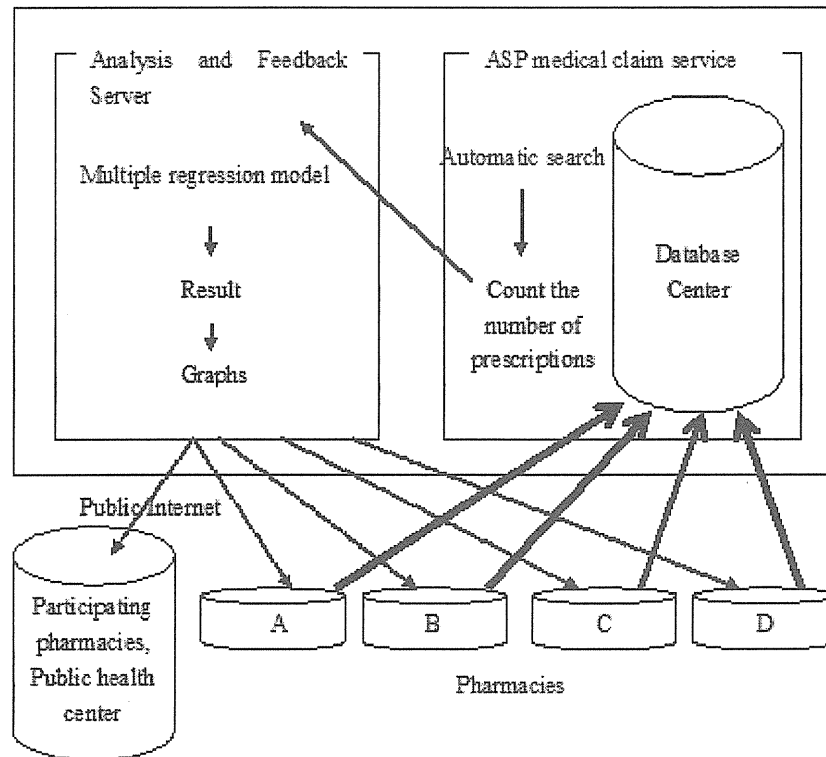 Analysis and Feedback
Server
Multiple regression model
Result
Graphs
ASP medical claim service
Automatic search
Count the
number of
prescriptions
Database
Center
Public Internet
Participating
pharmacies,
Public health
center
A
B
C
D
Pharmacies